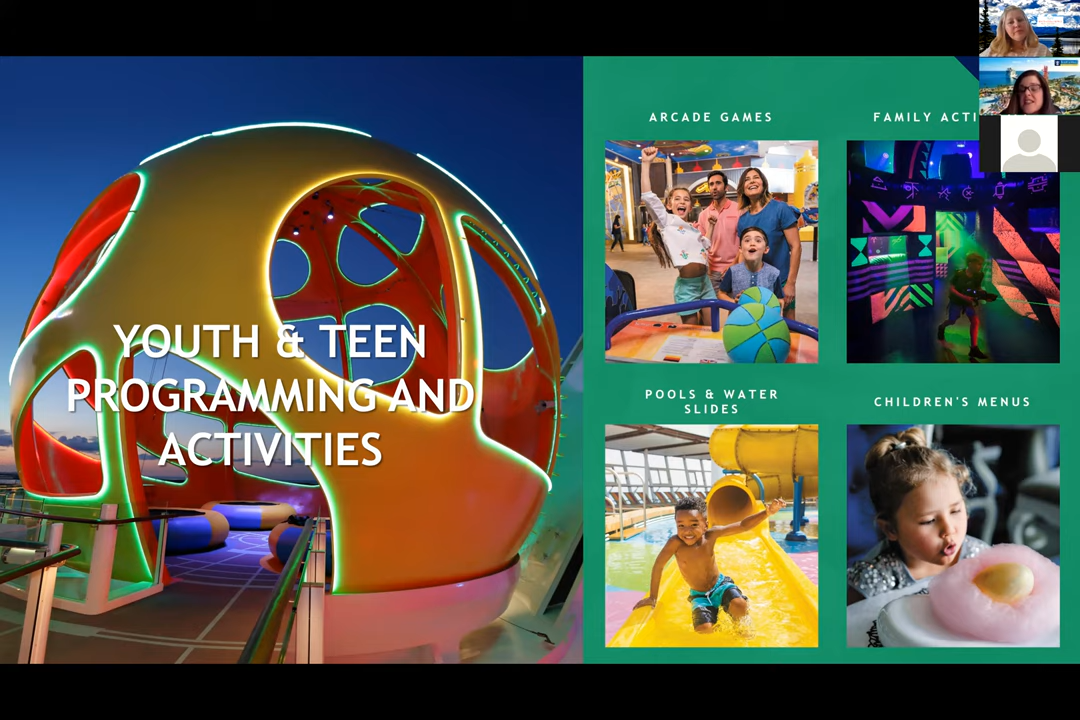 YOUTH & TEEN
PROGRAMMING AND
ACTIVITIES
ARCADE GAMES
FAMILY ACTI
POOLS & WATER
SLIDES
CHILDREN'S MENUS